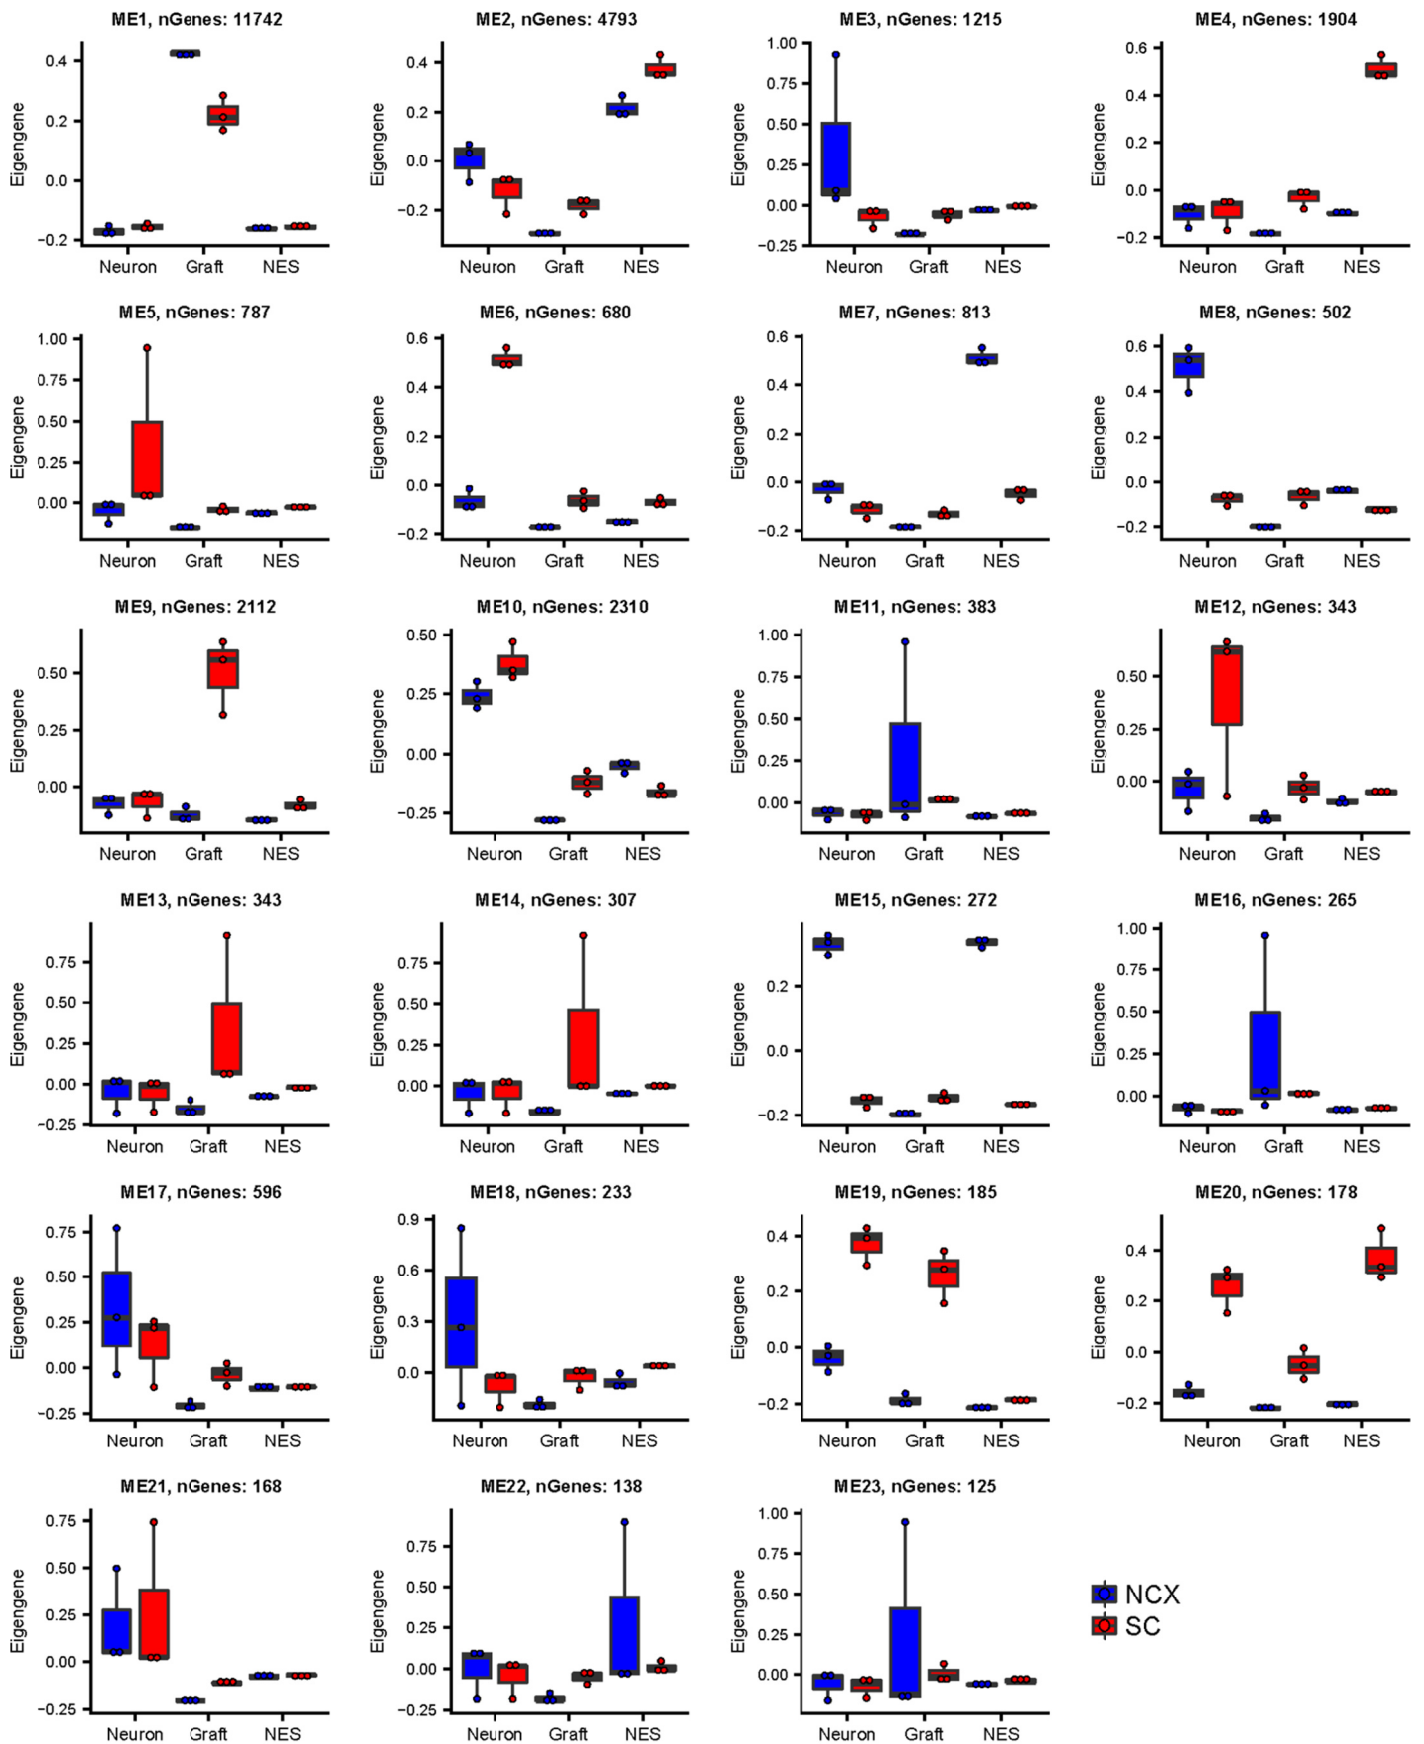 ME1, nGenes: 11742
ME2, nGenes: 4793
ME3, nGenes: 1215
ME4, nGenes: 1904
Eigengene
0.4
0.2
0.0
−0.2
Neuron Graft NES
Eigengene
0.4
0.2
0.0
−0.2
Neuron Graft NES
Eigengene
1.00
0.75
0.50
0.25
0.00
−0.25
Neuron Graft NES
Eigengene
0.6
0.4
0.2
0.0
−0.2
Neuron Graft NES
ME5, nGenes: 787
ME6, nGenes: 680
ME7, nGenes: 813
ME8, nGenes: 502
Eigengene
1.00
0.75
0.50
0.25
0.00
Neuron Graft NES
Eigengene
0.6
0.4
0.2
0.0
−0.2
Neuron Graft NES
Eigengene
0.6
0.4
0.2
0.0
−0.2
Neuron Graft NES
Eigengene
0.6
0.4
0.2
0.0
−0.2
Neuron Graft NES
ME9, nGenes: 2112
ME10, nGenes: 2310
ME11, nGenes: 383
ME12, nGenes: 343
Eigengene
0.50
0.25
0.00
Neuron Graft NES
Eigengene
0.50
0.25
0.00
−0.25
Neuron Graft NES
Eigengene
1.00
0.75
0.50
0.25
0.00
Neuron Graft NES
Eigengene
0.50
0.25
0.00
Neuron Graft NES
ME13, nGenes: 343
ME14, nGenes: 307
ME15, nGenes: 272
ME16, nGenes: 265
Eigengene
0.75
0.50
0.25
0.00
−0.25
Neuron Graft NES
Eigengene
0.75
0.50
0.25
0.00
Neuron Graft NES
Eigengene
0.2
0.0
−0.2
Neuron Graft NES
Eigengene
1.00
0.75
0.50
0.25
0.00
Neuron Graft NES
ME17, nGenes: 596
ME18, nGenes: 233
ME19, nGenes: 185
ME20, nGenes: 178
Eigengene
0.75
0.50
0.25
0.00
−0.25
Neuron Graft NES
Eigengene
0.9
0.6
0.3
0.0
Neuron Graft NES
Eigengene
0.4
0.2
0.0
−0.2
Neuron Graft NES
Eigengene
0.4
0.2
0.0
−0.2
Neuron Graft NES
ME21, nGenes: 168
ME22, nGenes: 138
ME23, nGenes: 125
Eigengene
0.75
0.50
0.25
0.00
−0.25
Neuron Graft NES
Eigengene
0.75
0.50
0.25
0.00
−0.25
Neuron Graft NES
Eigengene
1.00
0.75
0.50
0.25
0.00
Neuron Graft NES
NCX
SC